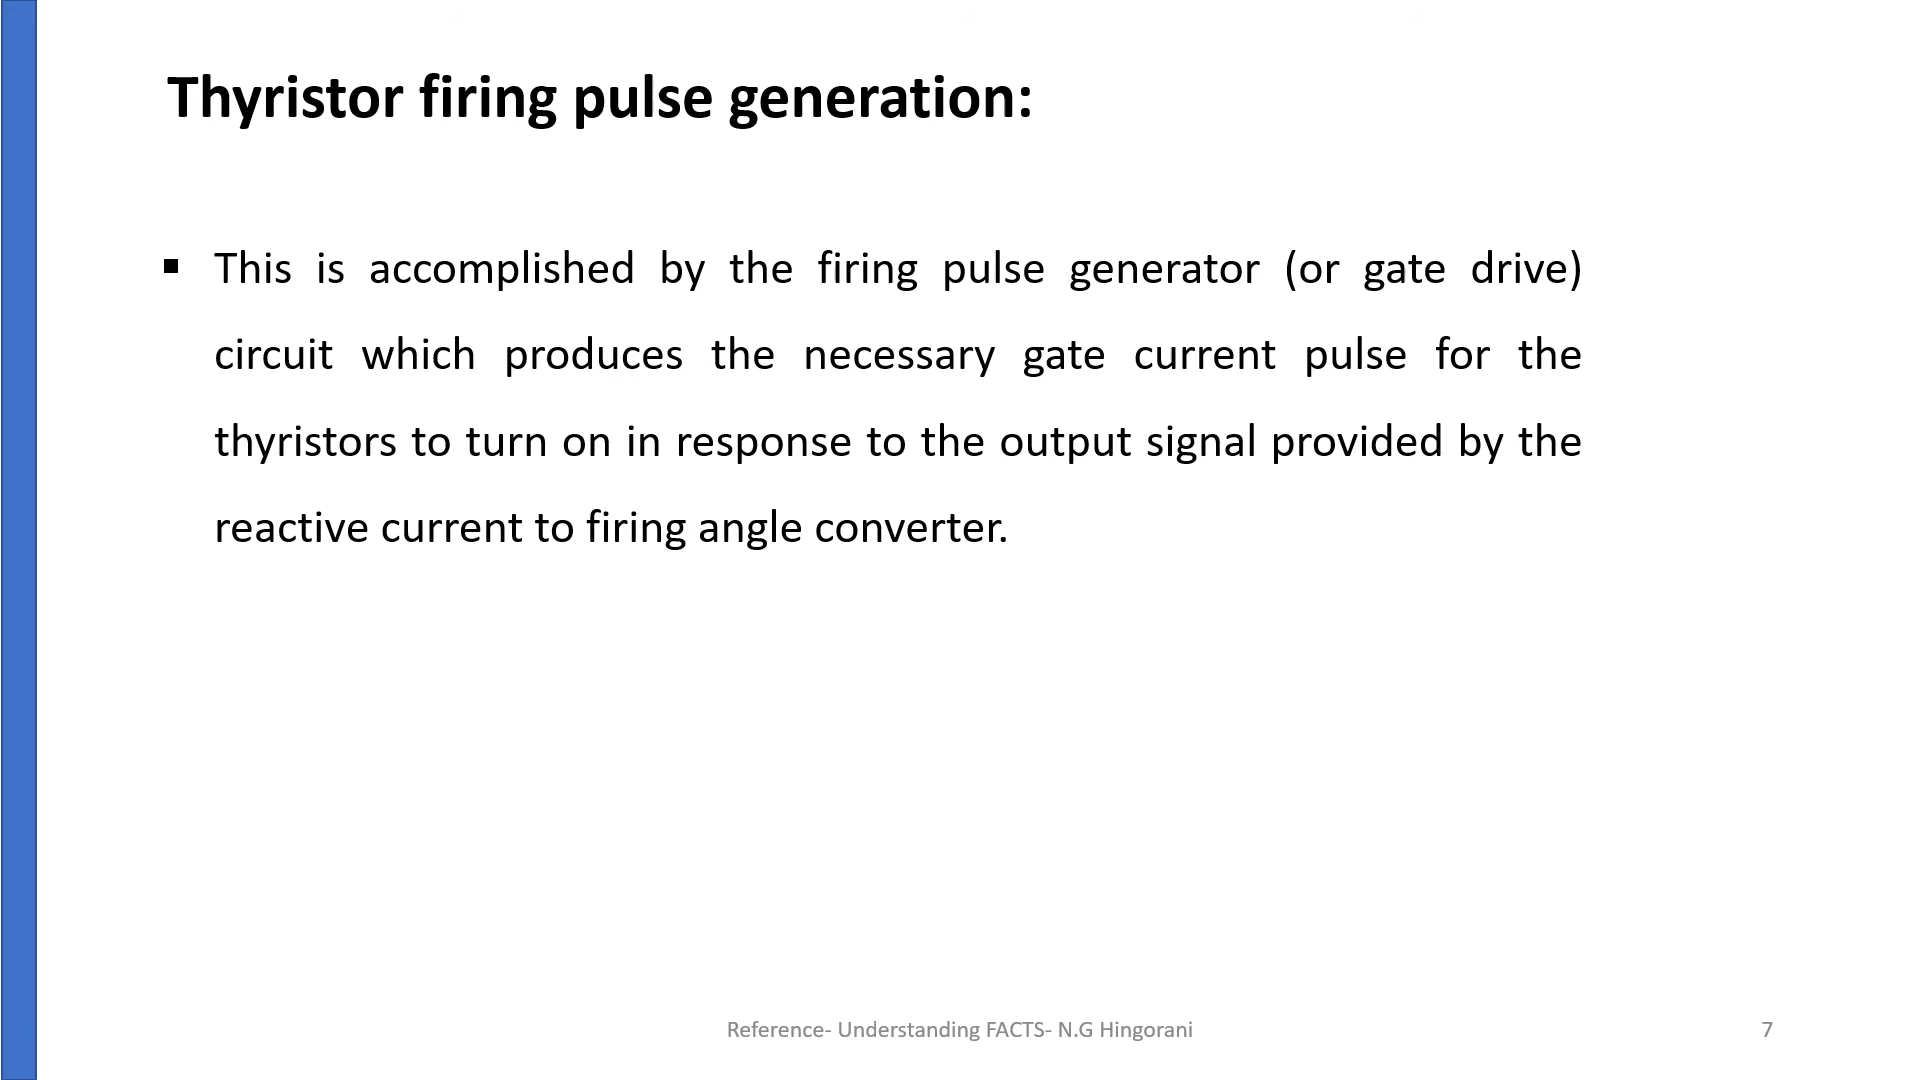 Thyristor firing pulse generation:
▪ This is accomplished by the firing pulse generator (or gate drive)
circuit which produces the necessary gate current pulse for the
thyristors to turn on in response to the output signal provided by the
reactive current to firing angle converter.
Reference- Understanding FACTS- N.G Hingorani
7